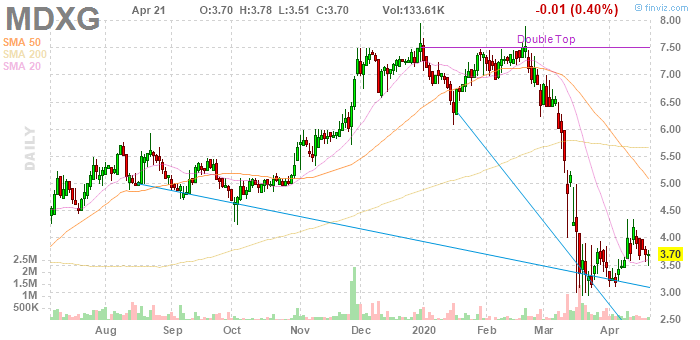 MDXG
Apr 21 O:3.70 H:3.78 L:3.51 C:3.70 Vol:133.61K
© finviz.com
-0.01 (0.40%)
SMA 50
SMA 200
SMA 20
DAILY
Double Top
8.00
7.50
7.00
6.50
6.00
5.50
5.00
4.50
4.00
3.70
3.50
3.00
2.50
2.5M
2M
1.5M
1M
500K
Aug Sep Oct Nov Dec 2020 Feb Mar Apr